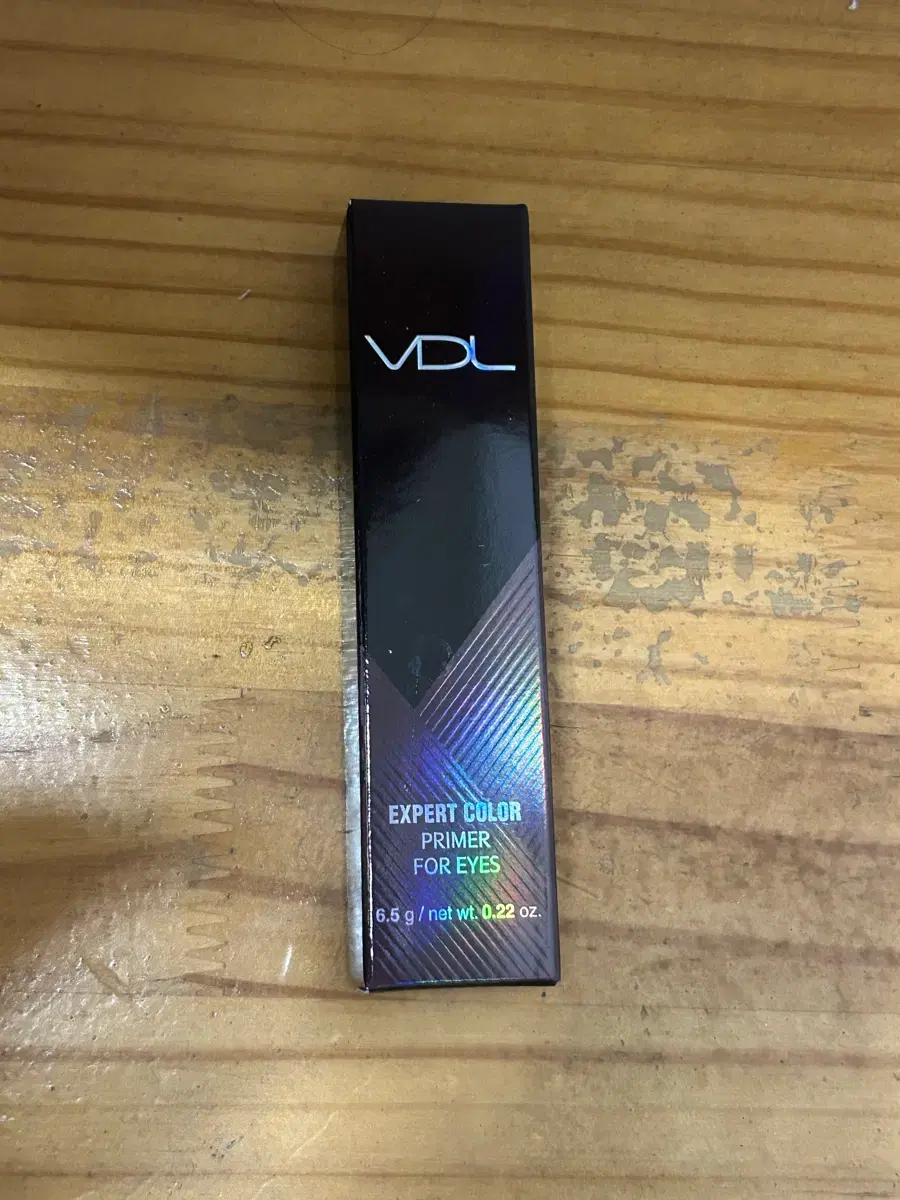 VDL
EXPERT COLOR
PRIMER
FOR EYES
6.5 g / net wt. 0.22 oz.